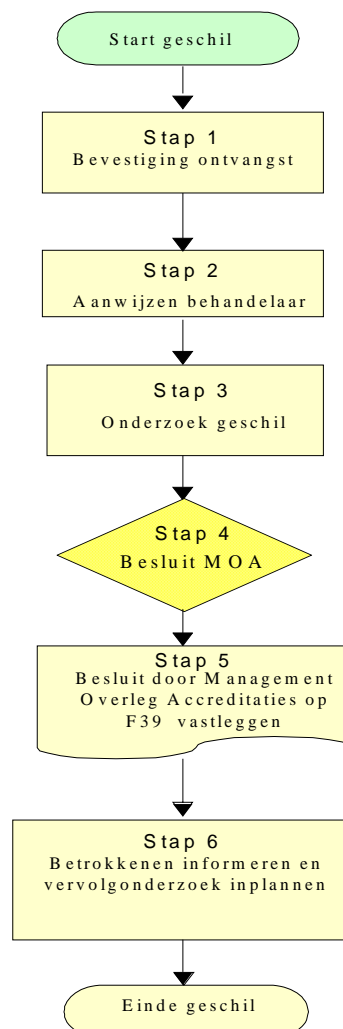 Start geschil
Stap 1
Bevestiging ontvangst
Stap 2
Aanwijzen behandelaar
Stap 3
Onderzoek geschil
Stap 4
Besluit MOA
Stap 5
Besluit door Management
Overleg Accreditaties op
F39 vastleggen
Stap 6
Betrokkenen informeren en
vervolgonderzoek inplannen
Einde geschil